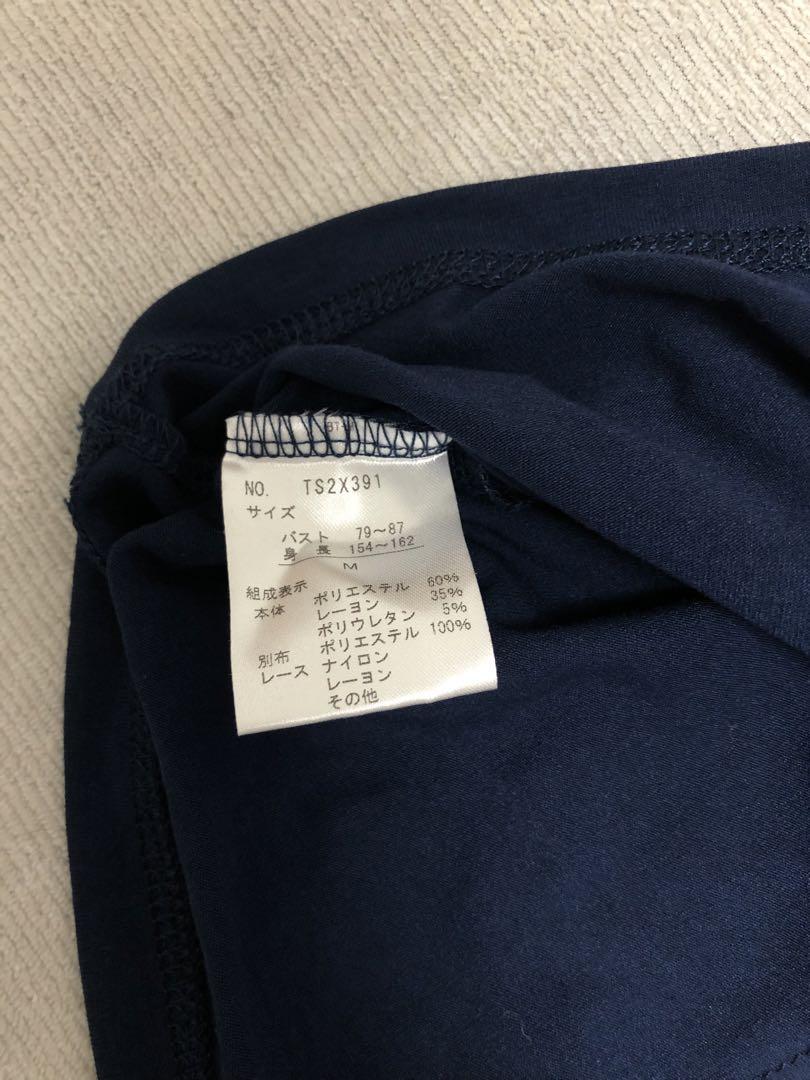 NO. TS2X391
サイズ
バスト 79〜87
身長 154〜162
M
組成表示
本体 ポリエステル 60%
レーヨン 35%
ポリウレタン 5%
別布 ポリエステル 100%
レース ナイロン
レーヨン
その他